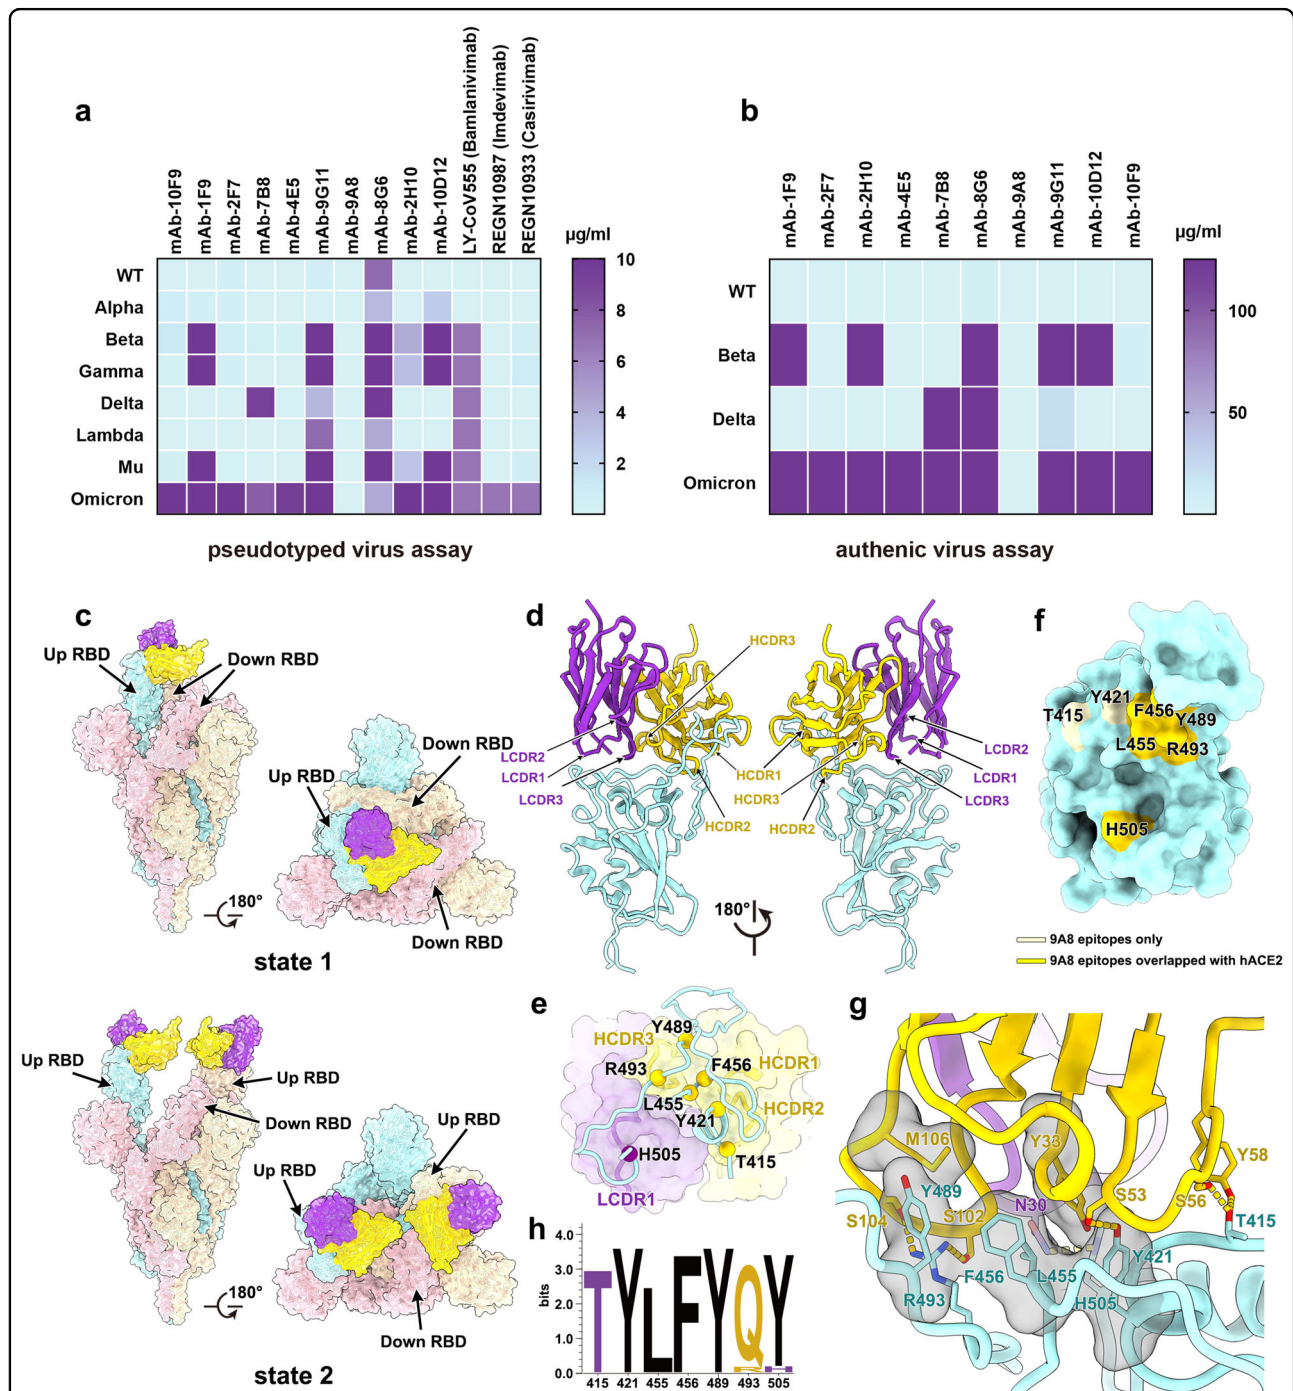 a
mAb-10F9
mAb-1F9
mAb-2F7
mAb-7B8
mAb-4E5
mAb-9G11
mAb-9A8
mAb-8G6
mAb-2H10
mAb-10D12
LY-CoV555 (Bamlanivimab)
REGN10987 (Imdevimab)
REGN10933 (Casirivimab)
WT
Alpha
Beta
Gamma
Delta
Lambda
Mu
Omicron
µg/ml
10
8
6
4
2
pseudotyped virus assay
b
mAb-1F9
mAb-2F7
mAb-2H10
mAb-4E5
mAb-7B8
mAb-8G6
mAb-9A8
mAb-9G11
mAb-10D12
mAb-10F9
WT
Beta
Delta
Omicron
µg/ml
100
50
authenic virus assay
c
Up RBD
Down RBD
Up RBD
Down RBD
Down RBD
180°
state 1
Up RBD
Up RBD
Down RBD
Up RBD
Up RBD
Down RBD
180°
state 2
d
HCDR3
LCDR2
LCDR1
LCDR3
HCDR1
HCDR3
HCDR2
HCDR2
LCDR2
LCDR1
LCDR3
180°
e
Y489
HCDR3
R493
F456
HCDR1
L455
HCDR2
Y421
H505
T415
LCDR1
f
Y421
T415
F456
Y489
L455
R493
H505
9A8 epitopes only
9A8 epitopes overlapped with hACE2
g
M106
Y33
Y58
Y489
N30
S53
S56
S104
S102
T415
Y421
F456
L455
R493
H505
h
bits
4.0
3.0
2.0
1.0
0.0
TYLFYQY
415 421 455 456 489 493 505